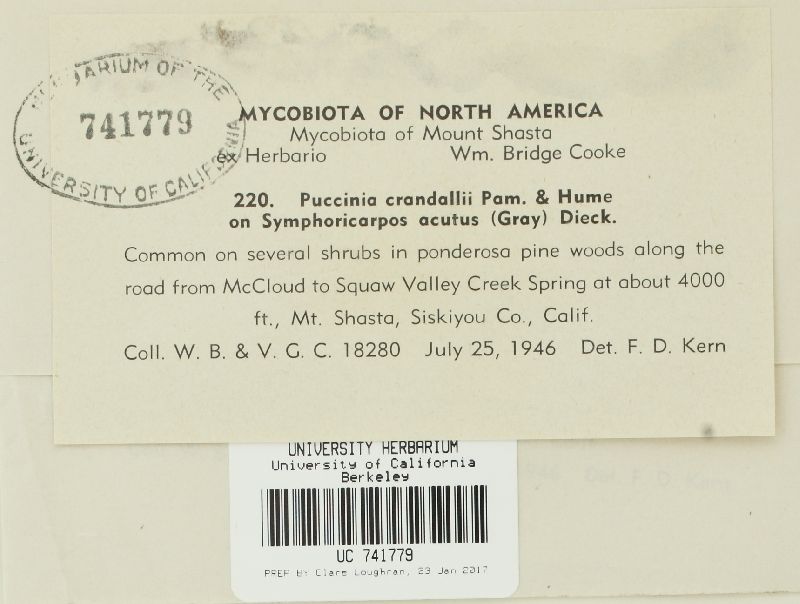 HERBARIUM OF THE
741779
UNIVERSITY OF CALIFORNIA
MYCOBIOTA OF NORTH AMERICA
Mycobiota of Mount Shasta
ex Herbario Wm. Bridge Cooke
220. Puccinia crandallii Pam. & Hume
on Symphoricarpos acutus (Gray) Dieck.
Common on several shrubs in ponderosa pine woods along the
road from McCloud to Squaw Valley Creek Spring at about 4000
ft., Mt. Shasta, Siskiyou Co., Calif.
Coll. W. B. & V. G. C. 18280 July 25, 1946 Det. F. D. Kern
946 Det. F. D. Kern
UNIVERSITY HERBARIUM
University of California
Berkeley
UC 741779
PREP BY Clare Loughran, 23 Jan 2017